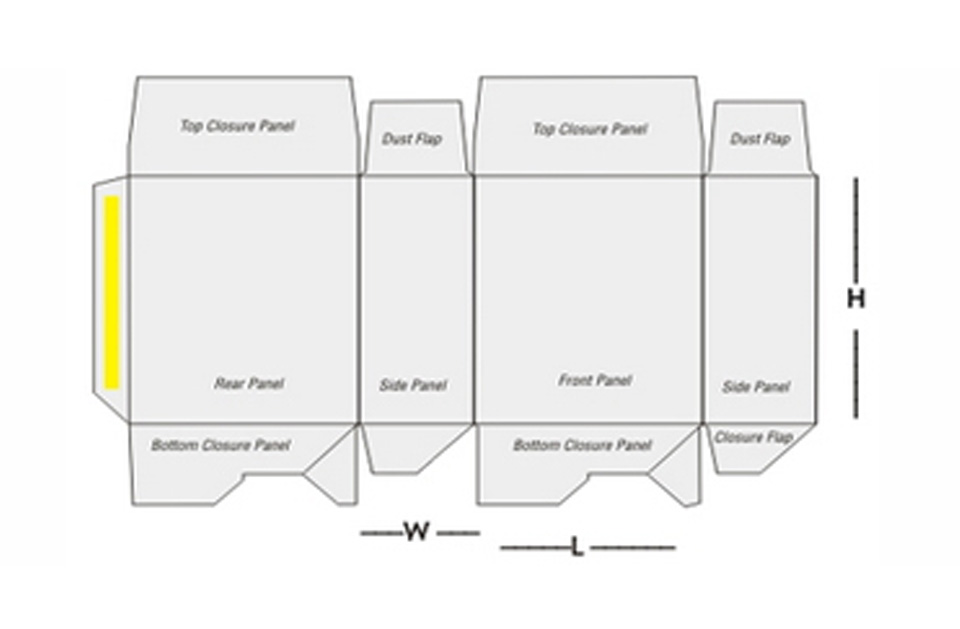 Top Closure Panel
Dust Flap
Top Closure Panel
Dust Flap
H
Rear Panel
Side Panel
Front Panel
Side Panel
Bottom Closure Panel
Bottom Closure Panel
Closure Flap
W
L